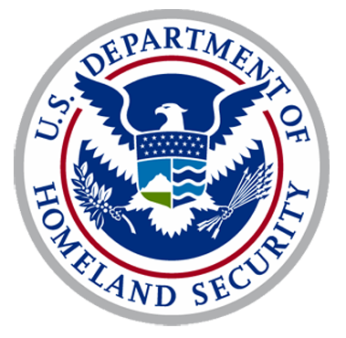 U.S. DEPARTMENT OF
HOMELAND SECURITY